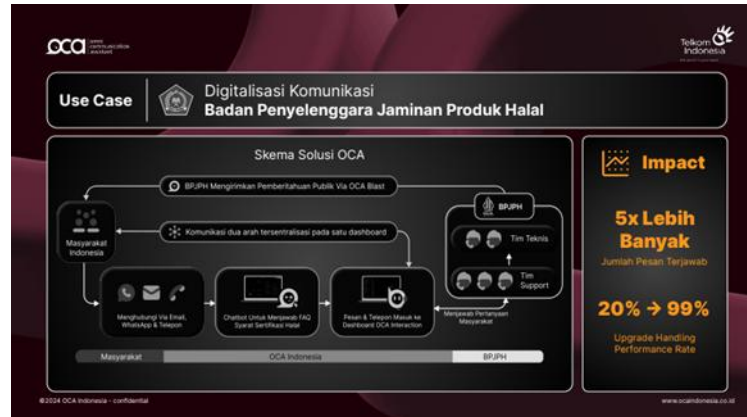 oca omni communication assistant
Telkom
Indonesia
Use Case
Digitalisasi Komunikasi
Badan Penyelenggara Jaminan Produk Halal
Skema Solusi OCA
BPJPH Mengirimkan Pemberitahuan Publik Via OCA Blast
Komunikasi dua arah tersentralisasi pada satu dashboard
Masyarakat
Indonesia
Menghubungi Via Email,
WhatsApp & Telepon
Chatbot Untuk Menjawab FAQ
Syarat Sertifikasi Halal
Pesan & Telepon Masuk ke
Dashboard OCA Interaction
Menjawab Pertanyaan
Masyarakat
BPJPH
Tim Teknis
Tim
Support
Masyarakat
OCA Indonesia
BPJPH
Impact
5x Lebih
Banyak
Jumlah Pesan Terjawab
20% → 99%
Upgrade Handling
Performance Rate
©2024 OCA Indonesia - confidential
www.ocaindonesia.co.id